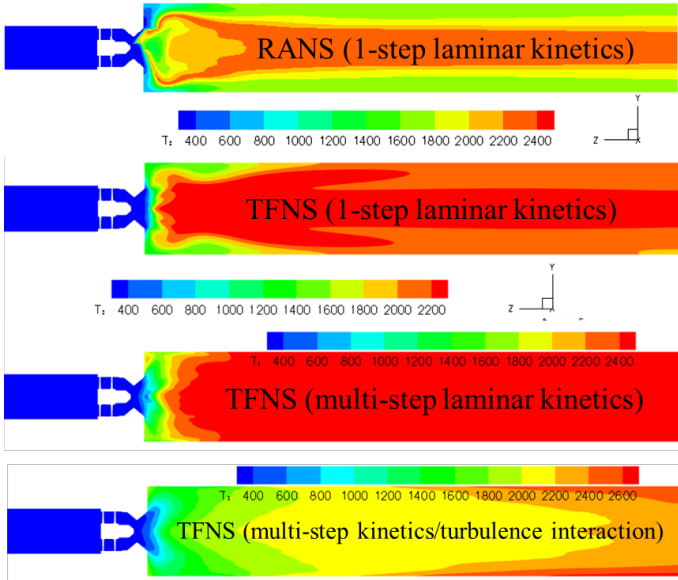 RANS (1-step laminar kinetics)
Y
T: 400 600 800 1000 1200 1400 1600 1800 2000 2200 2400
Z X
TFNS (1-step laminar kinetics)
Y
T: 400 600 800 1000 1200 1400 1600 1800 2000 2200
Z X
T: 400 600 800 1000 1200 1400 1600 1800 2000 2200 2400
TFNS (multi-step laminar kinetics)
T: 400 600 800 1000 1200 1400 1600 1800 2000 2200 2400 2600
TFNS (multi-step kinetics/turbulence interaction)